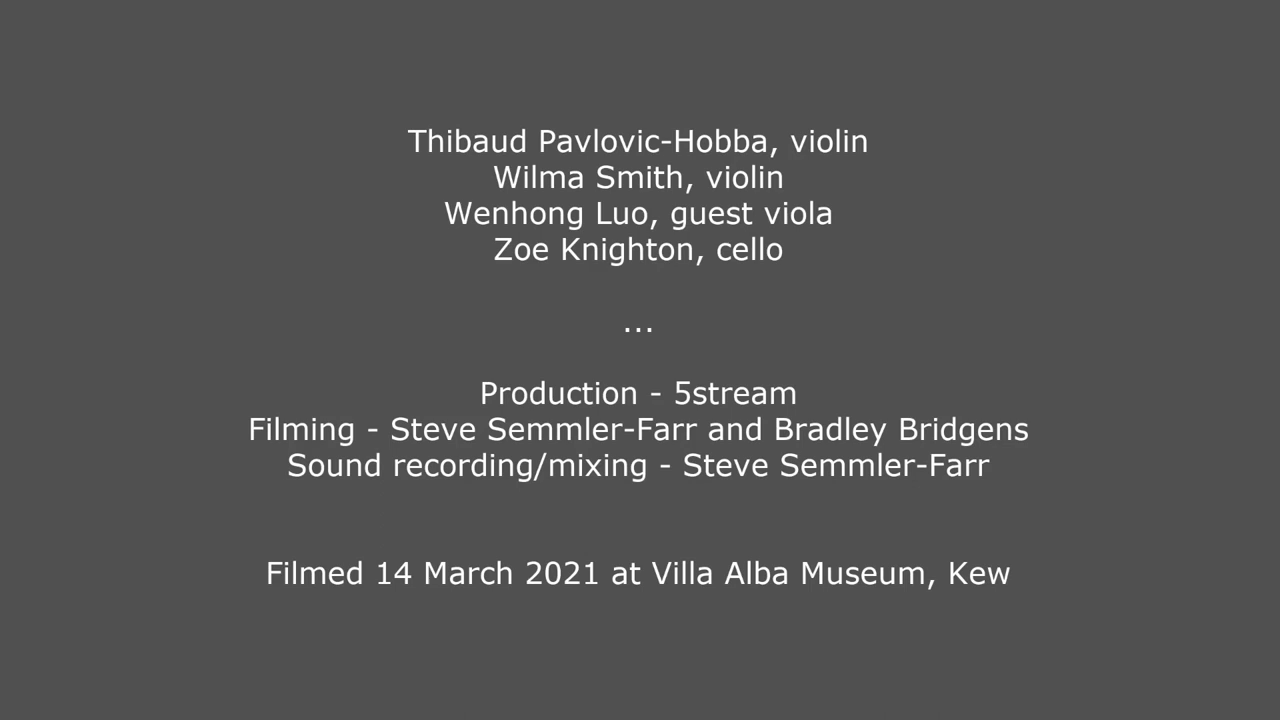 Thibaud Pavlovic-Hobba, violin
Wilma Smith, violin
Wenhong Luo, guest viola
Zoe Knighton, cello
...
Production - 5stream
Filming - Steve Semmler-Farr and Bradley Bridgens
Sound recording/mixing - Steve Semmler-Farr
Filmed 14 March 2021 at Villa Alba Museum, Kew